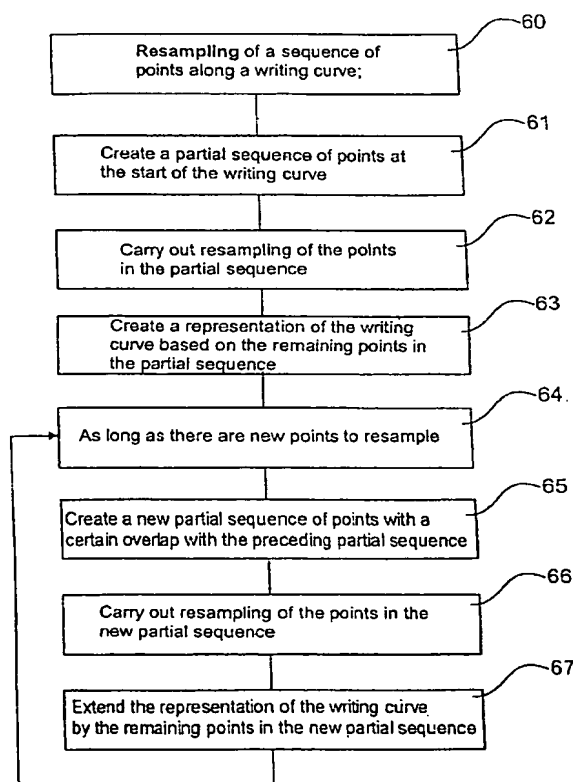 60
Resampling of a sequence of
points along a writing curve;
61
Create a partial sequence of points at
the start of the writing curve
62
Carry out resampling of the points
in the partial sequence
63
Create a representation of the writing
curve based on the remaining points in
the partial sequence
64.
As long as there are new points to resample
65
Create a new partial sequence of points with a
certain overlap with the preceding partial sequence
66
Carry out resampling of the points in the
new partial sequence
67
Extend the representation of the writing curve
by the remaining points in the new partial sequence